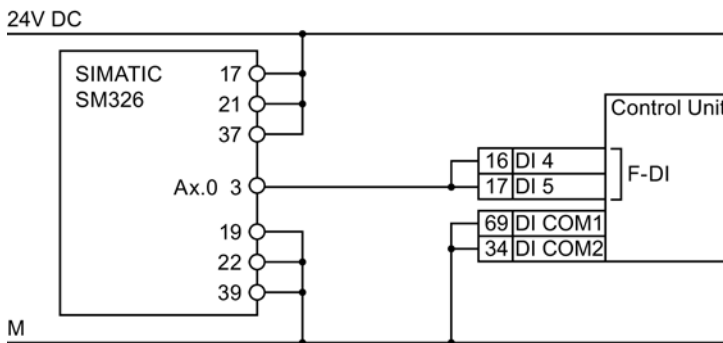 24V DC
SIMATIC
SM326
17
21
37
Ax.0 3
19
22
39
Control Unit
16 DI 4
17 DI 5
F-DI
69 DI COM1
34 DI COM2
M